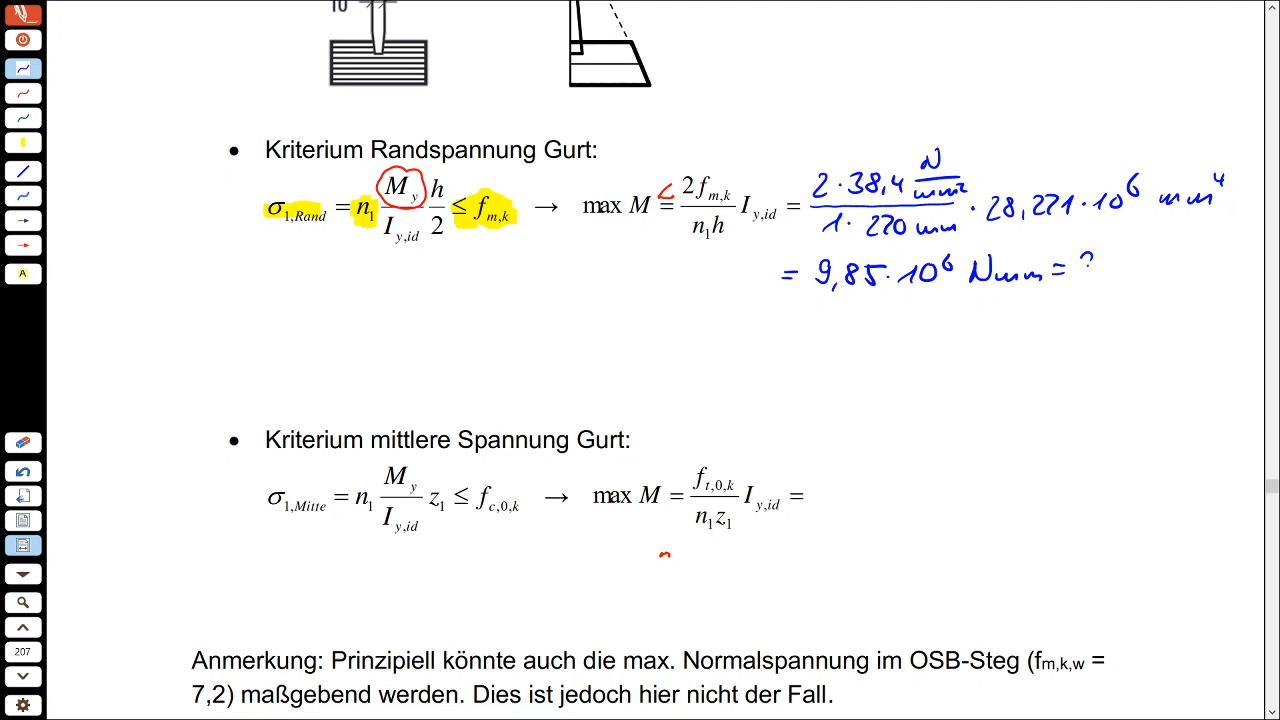 10
• Kriterium Randspannung Gurt:
σ1,Rand = n1 My/Iy,id h/2 ≤ fm,k → max M = 2fm,k/n1h Iy,id = 2 · 38,4 N/mm²/1 · 220 mm · 28,221 · 10⁶ mm⁴
= 9,85 · 10⁶ Nmm = ?
• Kriterium mittlere Spannung Gurt:
σ1,Mitte = n1 My/Iy,id z1 ≤ fc,0,k → max M = ft,0,k/n1z1 Iy,id =
Anmerkung: Prinzipiell könnte auch die max. Normalspannung im OSB-Steg (fm,k,w =
7,2) maßgebend werden. Dies ist jedoch hier nicht der Fall.
A
207